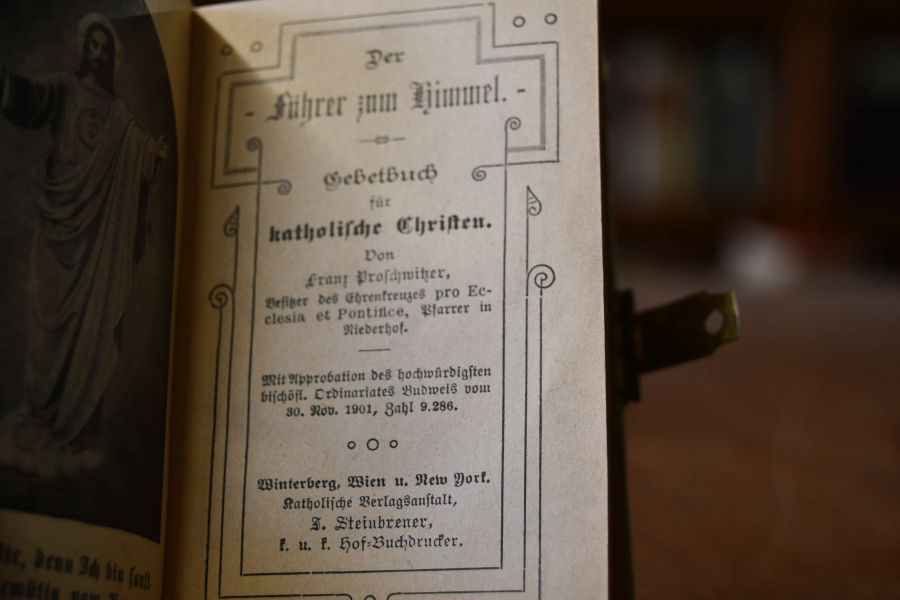 Der
- Führer zum Himmel. -
Gebetbuch
für
katholische Christen.
Von
Franz Proschwitzer,
Besitzer des Ehrenkreuzes pro Ec-
clesia et Pontifice, Pfarrer in
Niederhof.
Mit Approbation des hochwürdigsten
bischöfl. Ordinariates Budweis vom
30. Nov. 1901, Zahl 9.286.
Winterberg, Wien u. New York.
Katholische Verlagsanstalt,
J. Steinbrener,
k. u. k. Hof-Buchdrucker.
mir, denn Ich bin sanft-